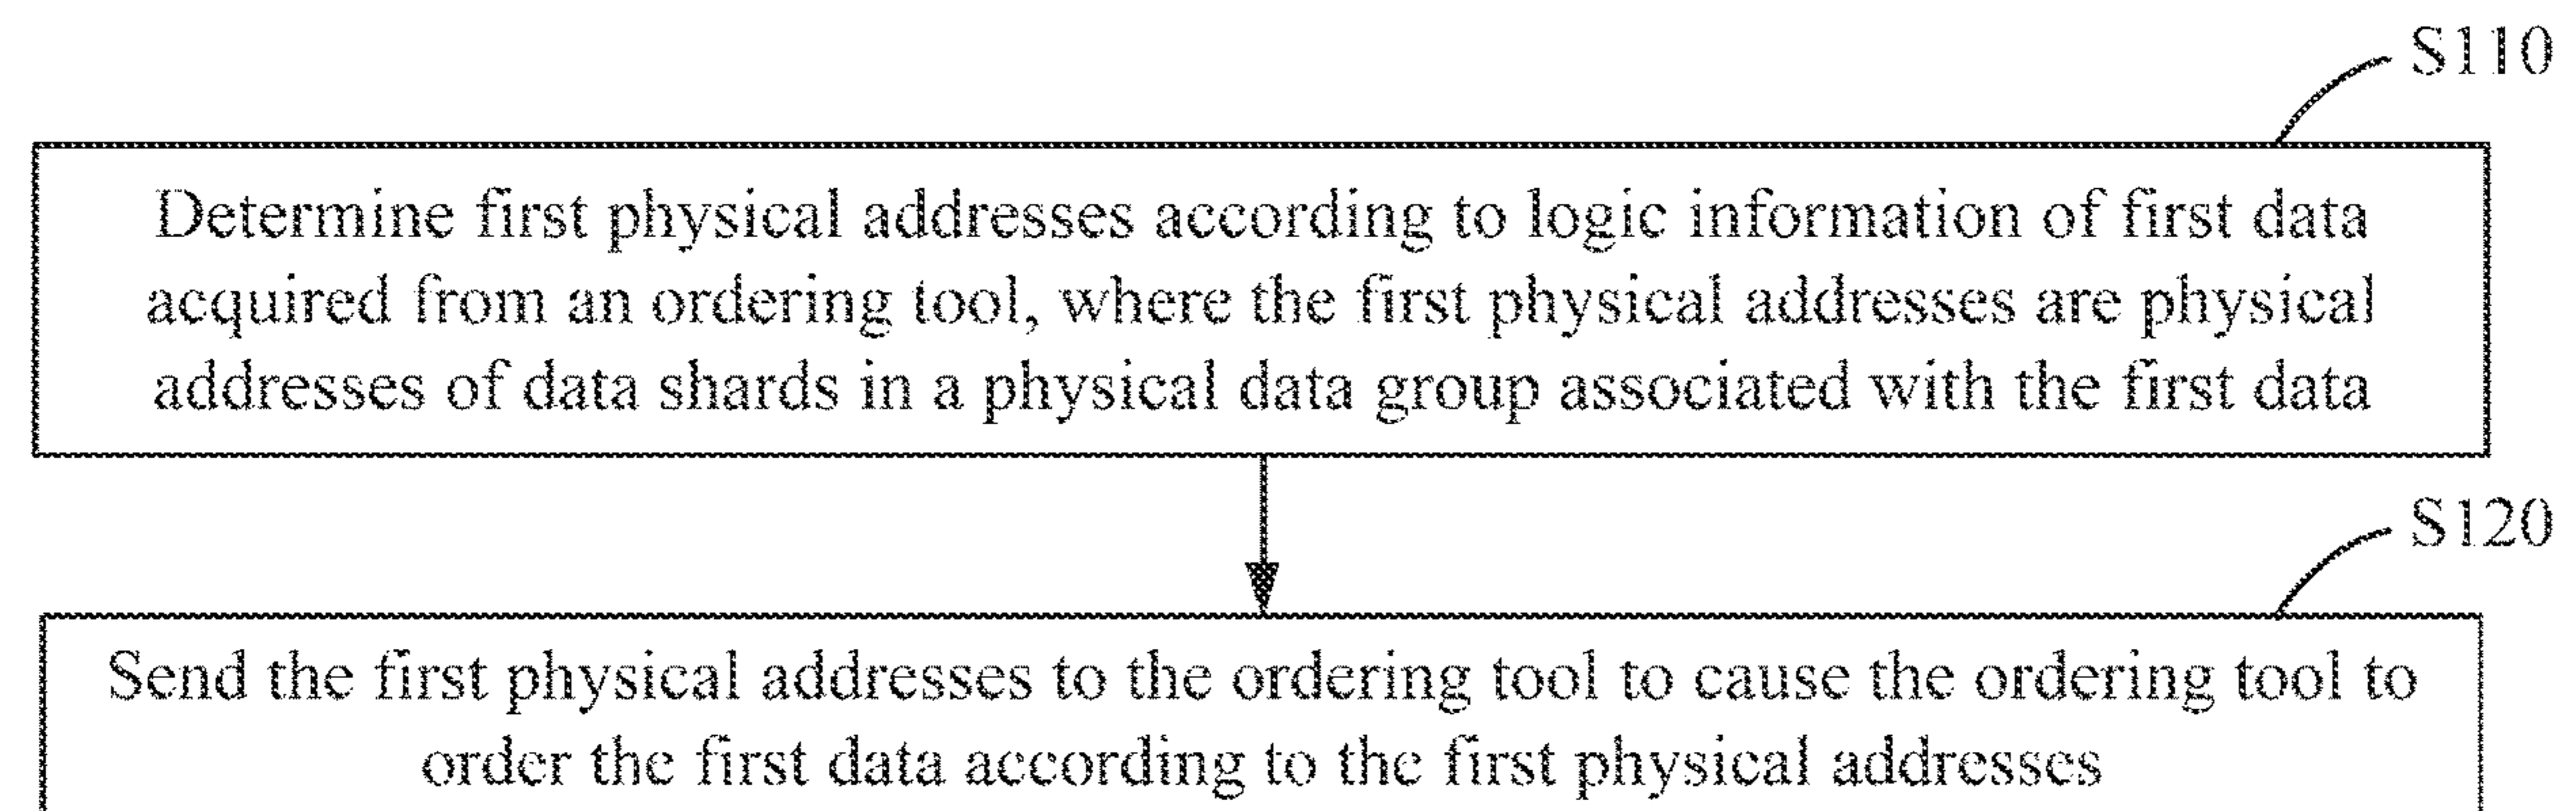 S110
Determine first physical addresses according to logic information of first data
acquired from an ordering tool, where the first physical addresses are physical
addresses of data shards in a physical data group associated with the first data
S120
Send the first physical addresses to the ordering tool to cause the ordering tool to
order the first data according to the first physical addresses